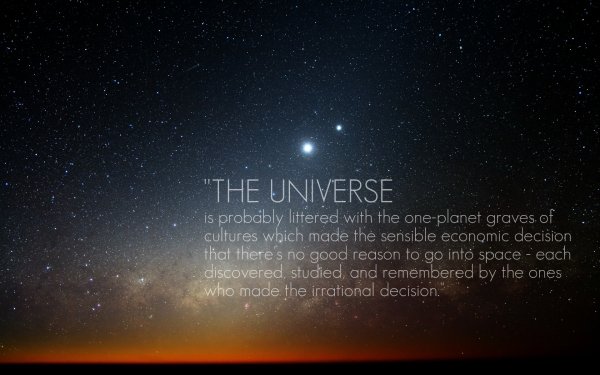 "THE UNIVERSE
is probably littered with the one-planet graves of
cultures which made the sensible economic decision
that there's no good reason to go into space - each
discovered, studied, and remembered by the ones
who made the irrational decision.